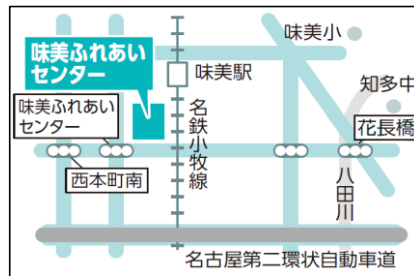 味美小
味美ふれあい
センター
味美駅
知多中
味美ふれあい
センター
名鉄小牧線
花長橋
西本町南
八田川
名古屋第二環状自動車道